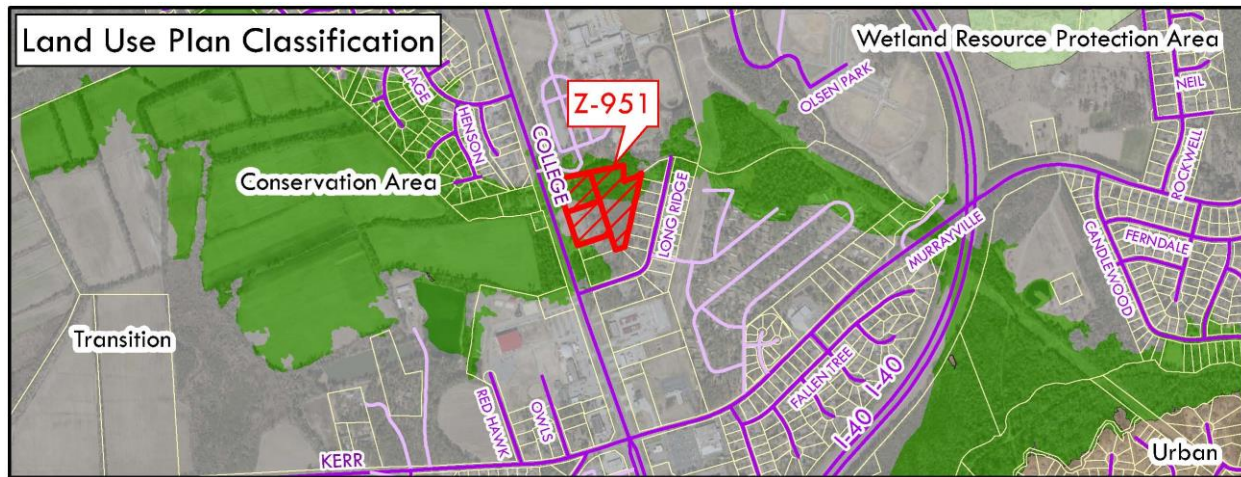 Land Use Plan Classification
Wetland Resource Protection Area
OLSEN PARK
NEIL
Z-951
HENSON
COLLEGE
ROCKWELL
Conservation Area
LONG RIDGE
MURRAYVILLE
FERNDALE
CANDLEWOOD
Transition
FALLEN TREE
I-40
I-40
RED HAWK
OWLS
KERR
Urban